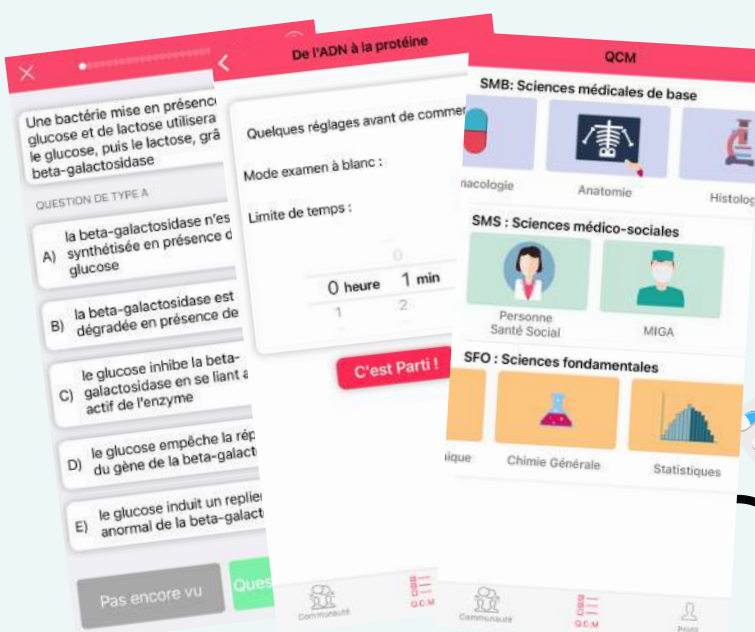 Une bactérie mise en présence
glucose et de lactose utilisera
le glucose, puis le lactose, grâ
beta-galactosidase
QUESTION DE TYPE A
A) la beta-galactosidase n'es
synthétisée en présence d
glucose
B) la beta-galactosidase est
dégradée en présence de
C) le glucose inhibe la beta-
galactosidase en se liant a
actif de l'enzyme
D) le glucose empêche la rép
du gène de la beta-galact
E) le glucose induit un replie
anormal de la beta-galact
Pas encore vu
Ques
De l'ADN à la protéine
Quelques réglages avant de commen
Mode examen à blanc :
Limite de temps :
0
0 heure 1 min
1 2
C'est Parti !
Communauté
Q.C.M
QCM
SMB: Sciences médicales de base
macologie
Anatomie
Histolog
SMS : Sciences médico-sociales
Personne
Santé Social
MIGA
SFO : Sciences fondamentales
ique
Chimie Générale
Statistiques
Communauté
Q.C.M
Profil